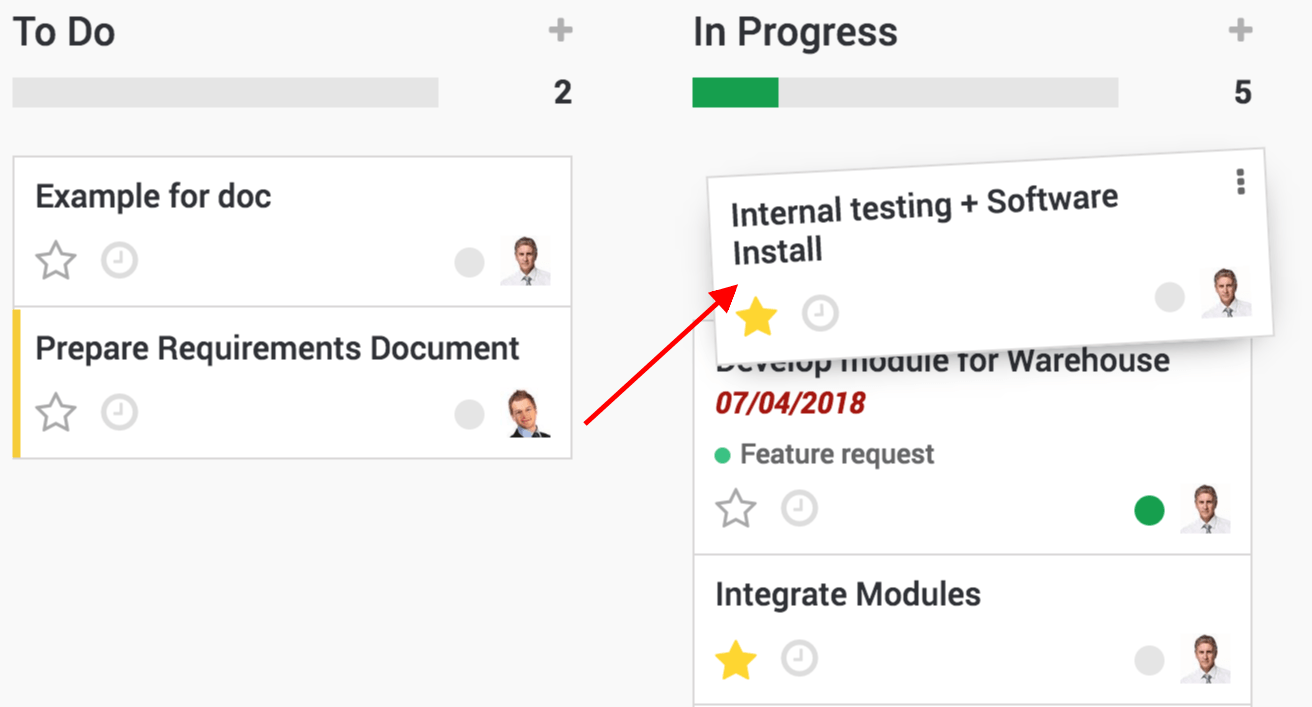 To Do
2
Example for doc
Prepare Requirements Document
In Progress
5
Internal testing + Software
Install
Develop module for Warehouse
07/04/2018
Feature request
Integrate Modules